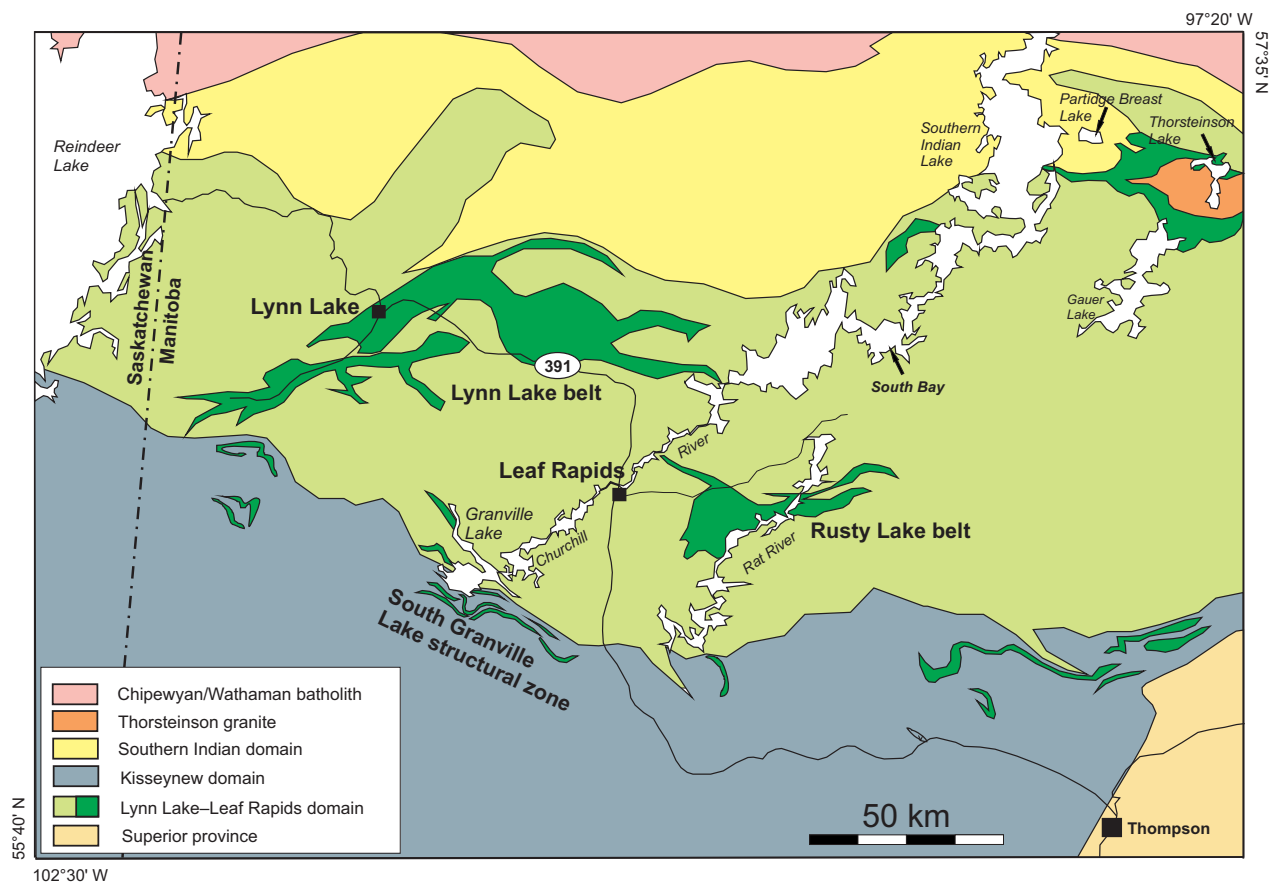 97°20' W
57°35' N
Partidge Breast
Lake
Thorsteinson
Lake
Southern
Indian
Lake
Reindeer
Lake
Saskatchewan
Manitoba
Lynn Lake
Gauer
Lake
391
South Bay
Lynn Lake belt
River
Leaf Rapids
Granville
Lake
Churchill
Rusty Lake belt
Rat River
South Granville
Lake structural zone
Chipewyan/Wathaman batholith
Thorsteinson granite
Southern Indian domain
Kisseynew domain
Lynn Lake–Leaf Rapids domain
Superior province
50 km
Thompson
55°40' N
102°30' W